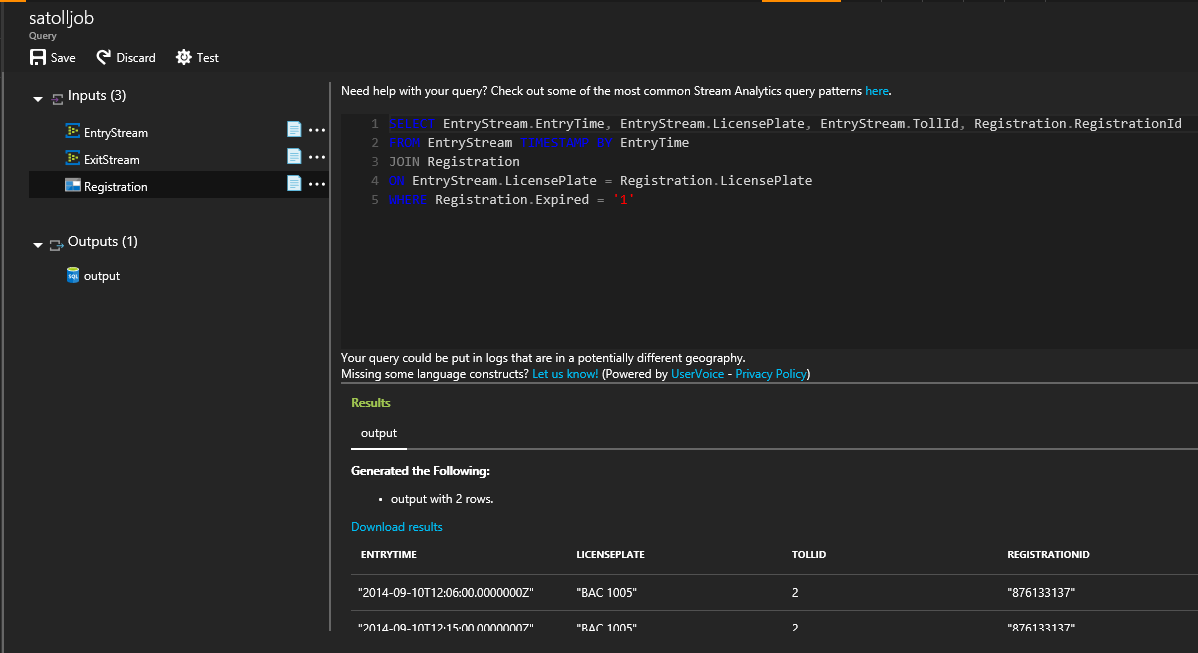 satolljob
Query
Save Discard Test
Inputs (3)
EntryStream
ExitStream
Registration
Outputs (1)
output
Need help with your query? Check out some of the most common Stream Analytics query patterns here.
1 SELECT EntryStream.EntryTime, EntryStream.LicensePlate, EntryStream.TollId, Registration.RegistrationId
2 FROM EntryStream TIMESTAMP BY EntryTime
3 JOIN Registration
4 ON EntryStream.LicensePlate = Registration.LicensePlate
5 WHERE Registration.Expired = '1'
Your query could be put in logs that are in a potentially different geography.
Missing some language constructs? Let us know! (Powered by UserVoice - Privacy Policy)
Results
output
Generated the Following:
• output with 2 rows.
Download results
ENTRYTIME LICENSEPLATE TOLLID REGISTRATIONID
"2014-09-10T12:06:00.0000000Z" "BAC 1005" 2 "876133137"
"2014-09-10T12:15:00.0000000Z" "BAC 1005" 2 "876133137"